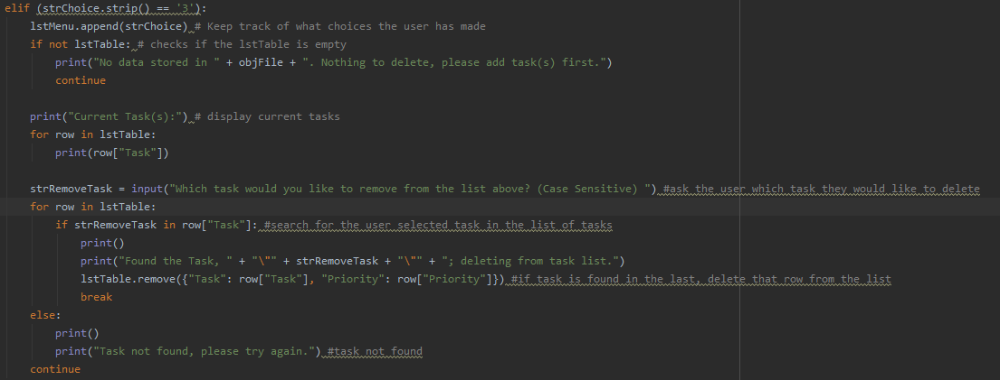 elif (strChoice.strip() == '3'):
lstMenu.append(strChoice) # Keep track of what choices the user has made
if not lstTable: # checks if the lstTable is empty
print("No data stored in " + objFile + ". Nothing to delete, please add task(s) first.")
continue
print("Current Task(s):") # display current tasks
for row in lstTable:
print(row["Task"])
strRemoveTask = input("Which task would you like to remove from the list above? (Case Sensitive) ") #ask the user which task they would like to delete
for row in lstTable:
if strRemoveTask in row["Task"]: #search for the user selected task in the list of tasks
print()
print("Found the Task, " + "\"" + strRemoveTask + "\"" + "; deleting from task list.")
lstTable.remove({"Task": row["Task"], "Priority": row["Priority"]}) #if task is found in the last, delete that row from the list
break
else:
print()
print("Task not found, please try again.") #task not found
continue